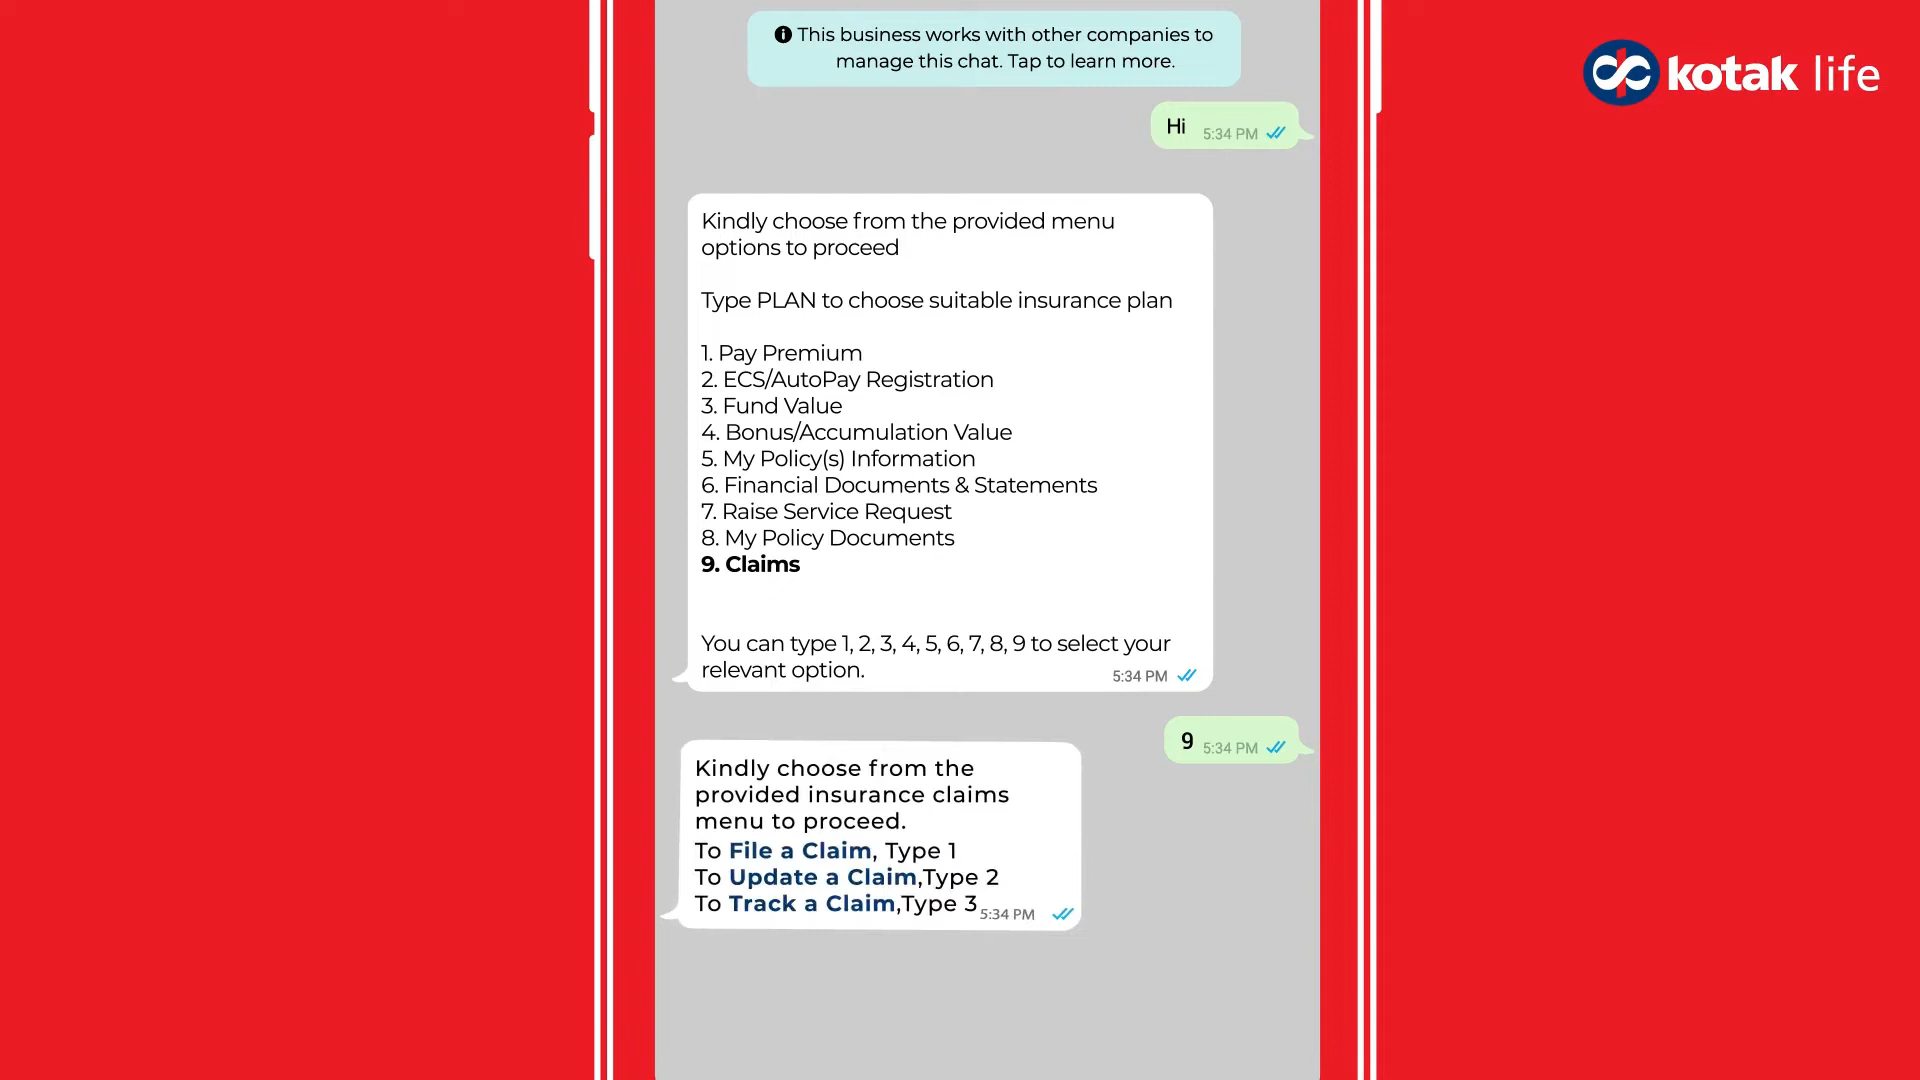 This business works with other companies to
manage this chat. Tap to learn more.
kotak life
Hi 5:34 PM
Kindly choose from the provided menu
options to proceed
Type PLAN to choose suitable insurance plan
1. Pay Premium
2. ECS/AutoPay Registration
3. Fund Value
4. Bonus/Accumulation Value
5. My Policy(s) Information
6. Financial Documents & Statements
7. Raise Service Request
8. My Policy Documents
9. Claims
You can type 1, 2, 3, 4, 5, 6, 7, 8, 9 to select your
relevant option. 5:34 PM
9 5:34 PM
Kindly choose from the
provided insurance claims
menu to proceed.
To File a Claim, Type 1
To Update a Claim,Type 2
To Track a Claim,Type 3 5:34 PM